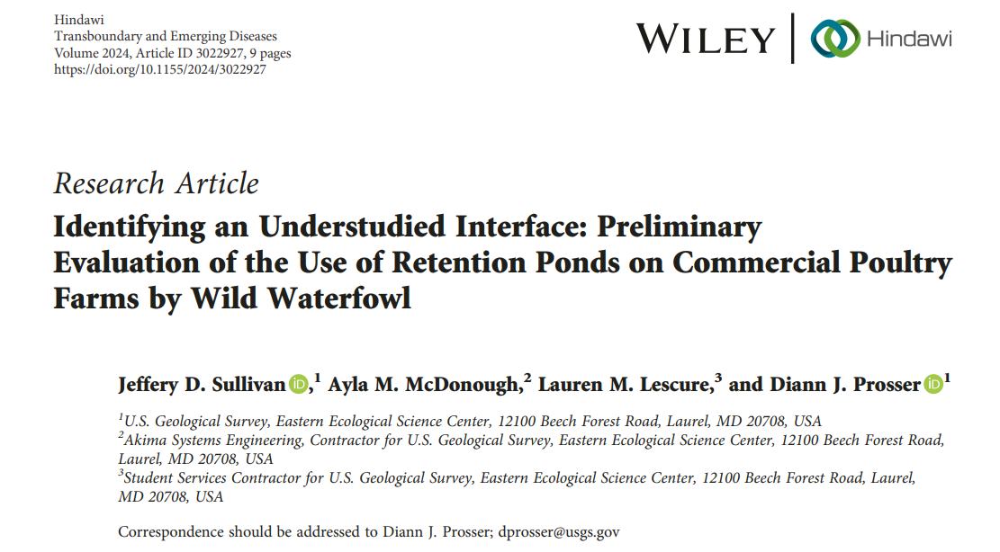 Hindawi
Transboundary and Emerging Diseases
Volume 2024, Article ID 3022927, 9 pages
https://doi.org/10.1155/2024/3022927
WILEY | Hindawi
Research Article
Identifying an Understudied Interface: Preliminary
Evaluation of the Use of Retention Ponds on Commercial Poultry
Farms by Wild Waterfowl
Jeffery D. Sullivan iD,1 Ayla M. McDonough,2 Lauren M. Lescure,3 and Diann J. Prosser iD 1
1U.S. Geological Survey, Eastern Ecological Science Center, 12100 Beech Forest Road, Laurel, MD 20708, USA
2Akima Systems Engineering, Contractor for U.S. Geological Survey, Eastern Ecological Science Center, 12100 Beech Forest Road,
Laurel, MD 20708, USA
3Student Services Contractor for U.S. Geological Survey, Eastern Ecological Science Center, 12100 Beech Forest Road, Laurel,
MD 20708, USA
Correspondence should be addressed to Diann J. Prosser; dprosser@usgs.gov